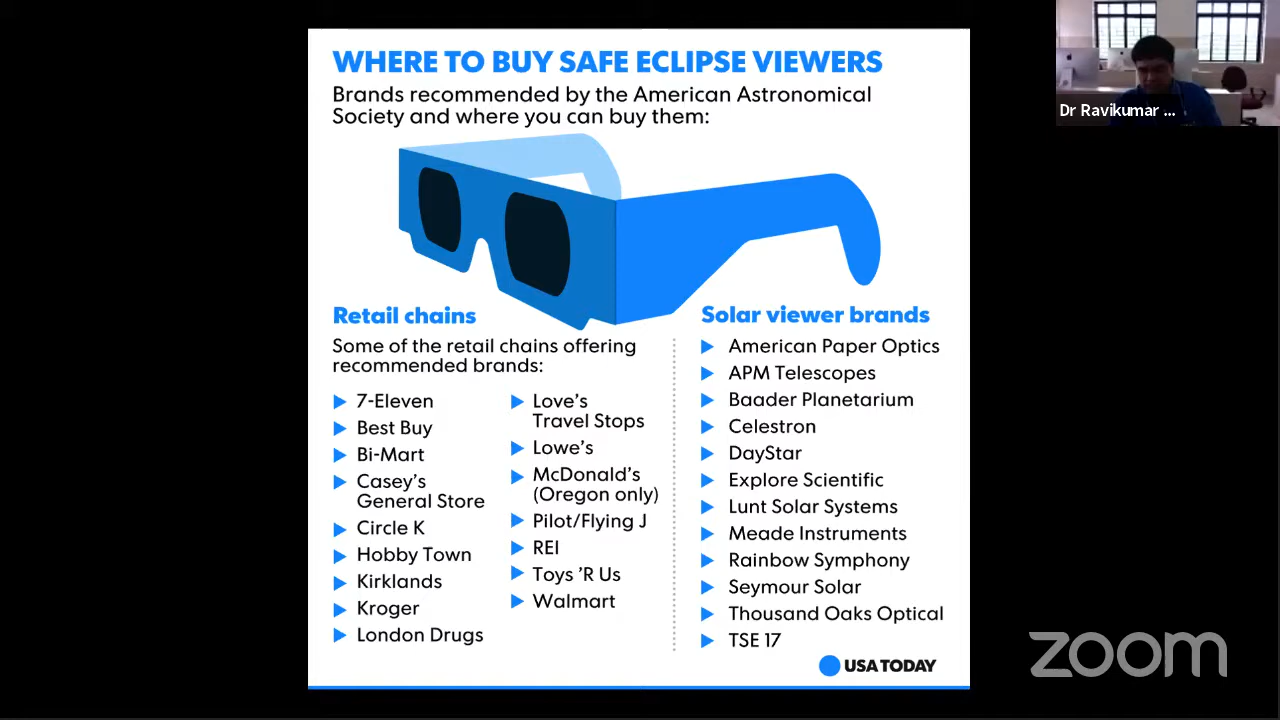 WHERE TO BUY SAFE ECLIPSE VIEWERS
Brands recommended by the American Astronomical
Society and where you can buy them:
Retail chains
Some of the retail chains offering
recommended brands:
7-Eleven
Best Buy
Bi-Mart
Casey's
General Store
Circle K
Hobby Town
Kirklands
Kroger
London Drugs
Love's
Travel Stops
Lowe's
McDonald's
(Oregon only)
Pilot/Flying J
REI
Toys 'R Us
Walmart
Solar viewer brands
American Paper Optics
APM Telescopes
Baader Planetarium
Celestron
DayStar
Explore Scientific
Lunt Solar Systems
Meade Instruments
Rainbow Symphony
Seymour Solar
Thousand Oaks Optical
TSE 17
USA TODAY
Dr Ravikumar ...
zoom